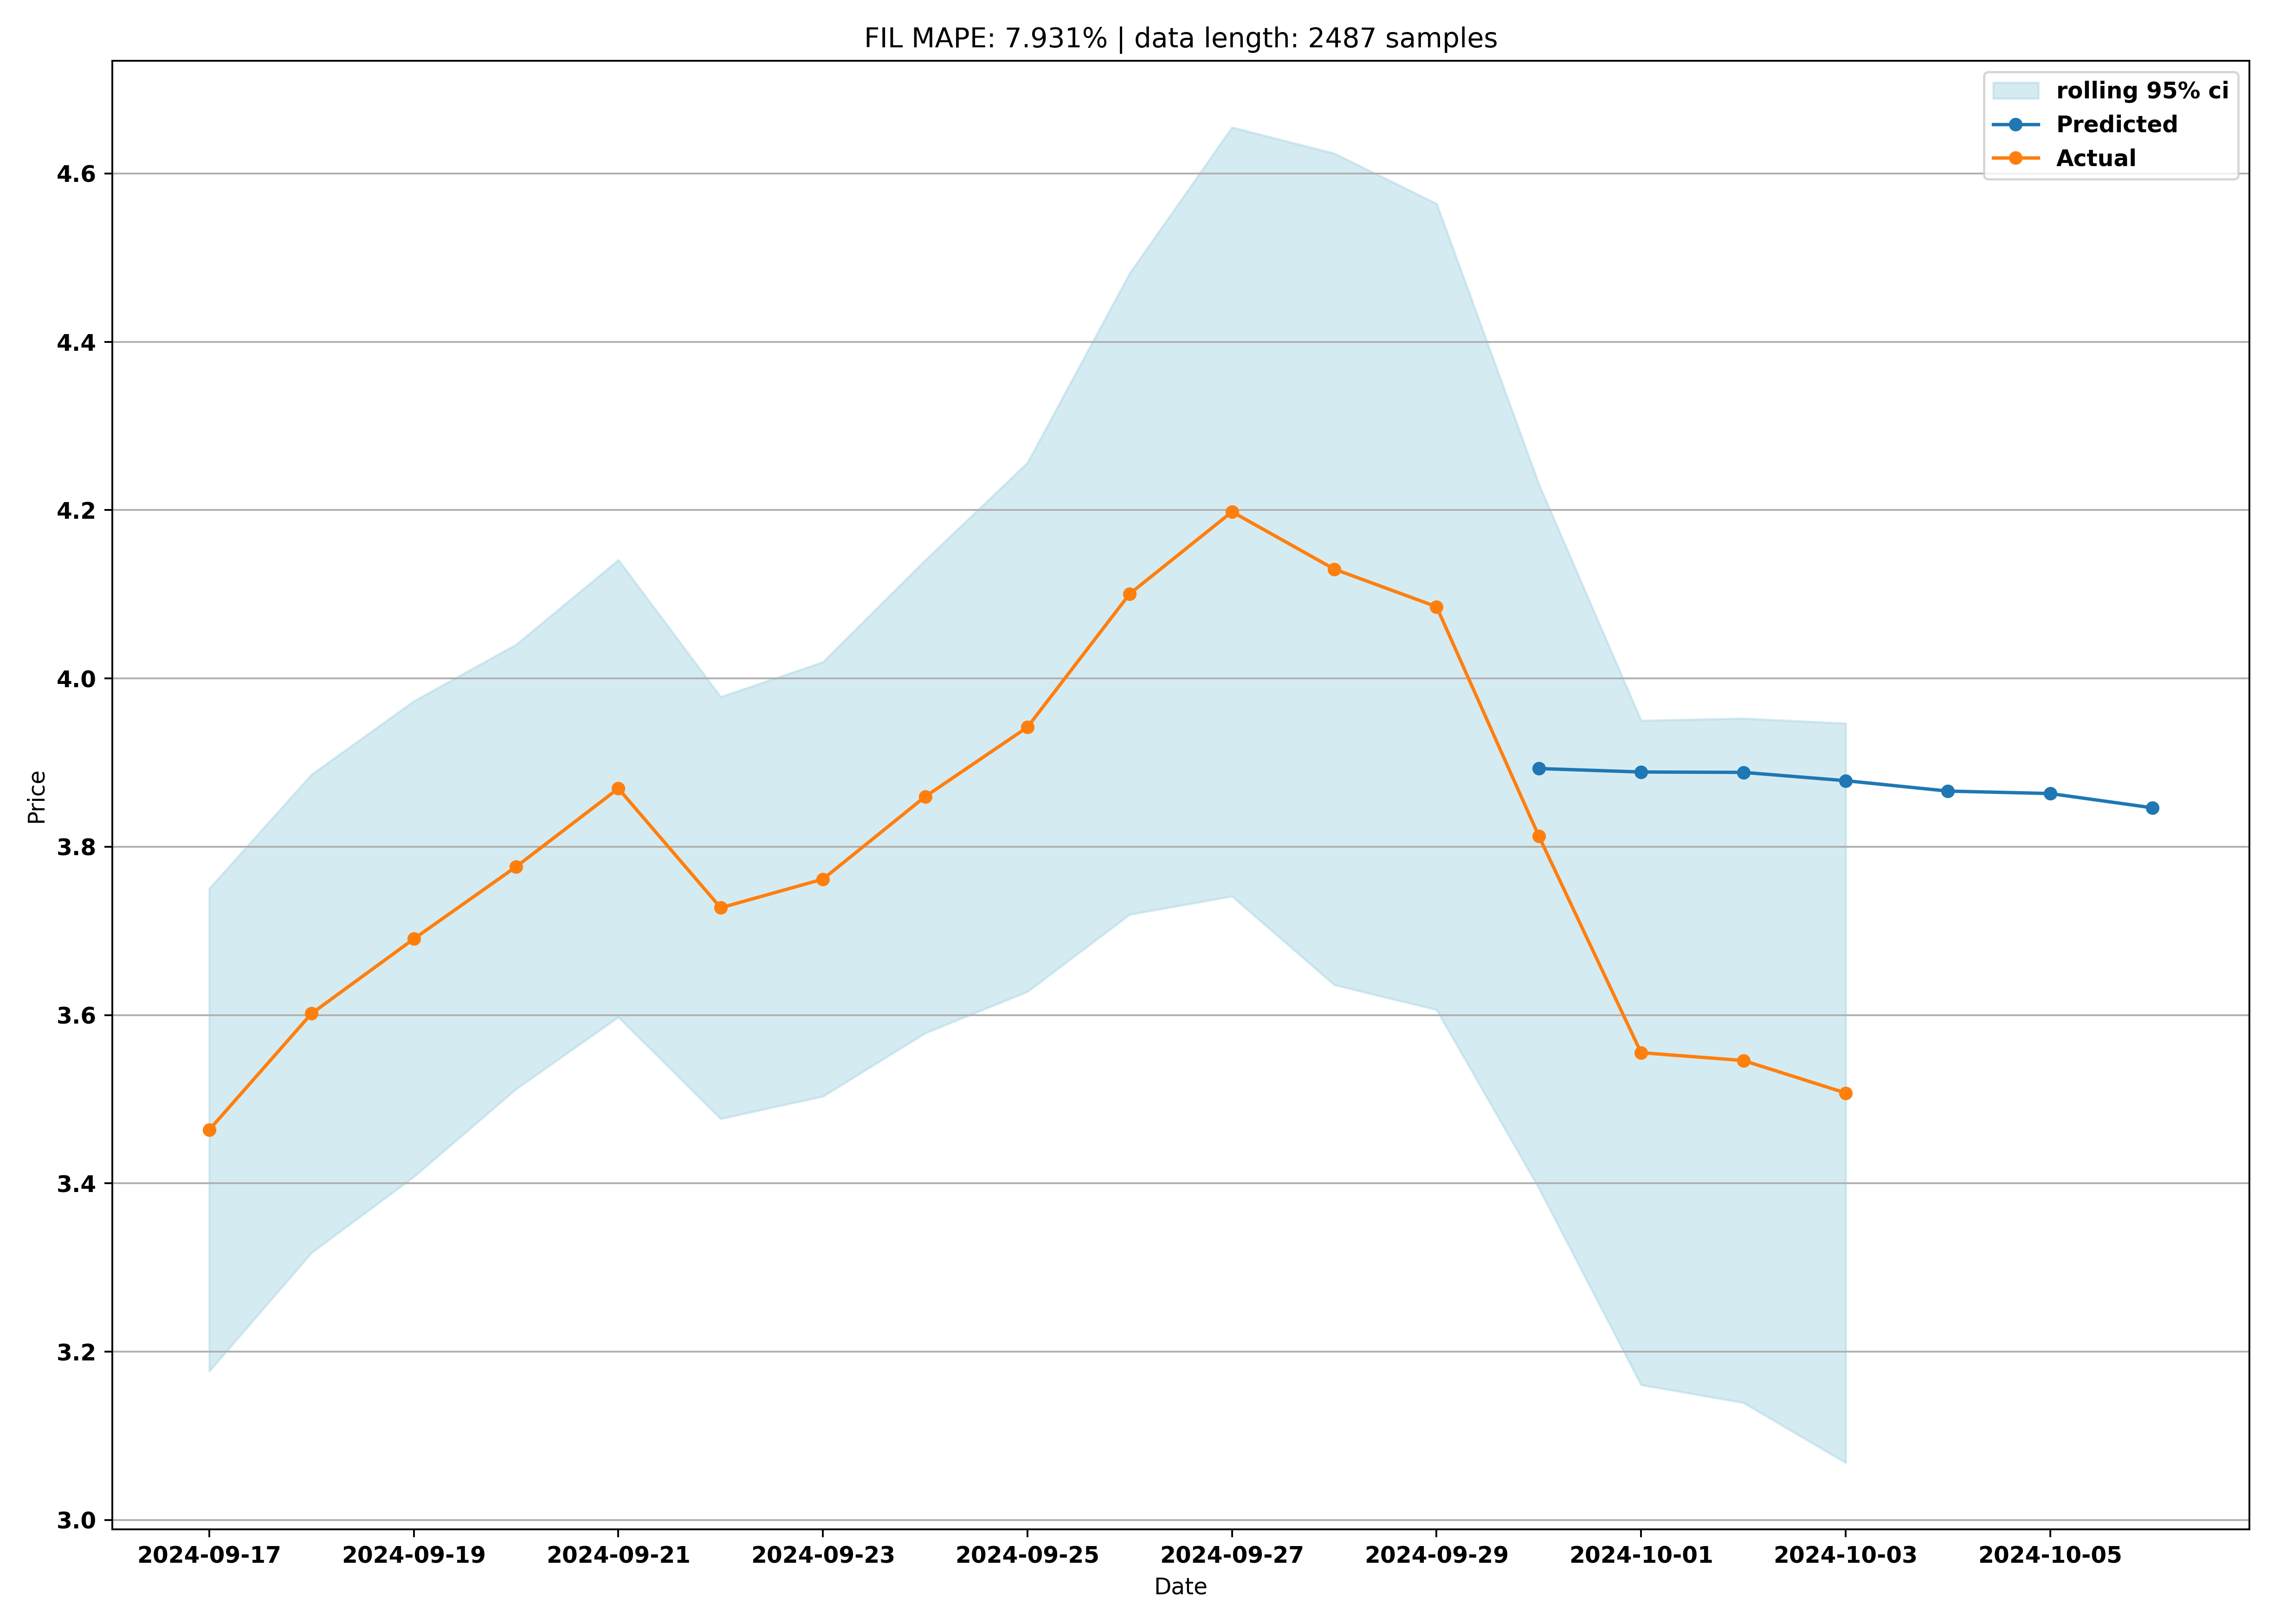 FIL MAPE: 7.931% | data length: 2487 samples
rolling 95% ci
Predicted
Actual
4.6
4.4
4.2
4.0
3.8
3.6
3.4
3.2
3.0
Price
2024-09-17 2024-09-19 2024-09-21 2024-09-23 2024-09-25 2024-09-27 2024-09-29 2024-10-01 2024-10-03 2024-10-05
Date